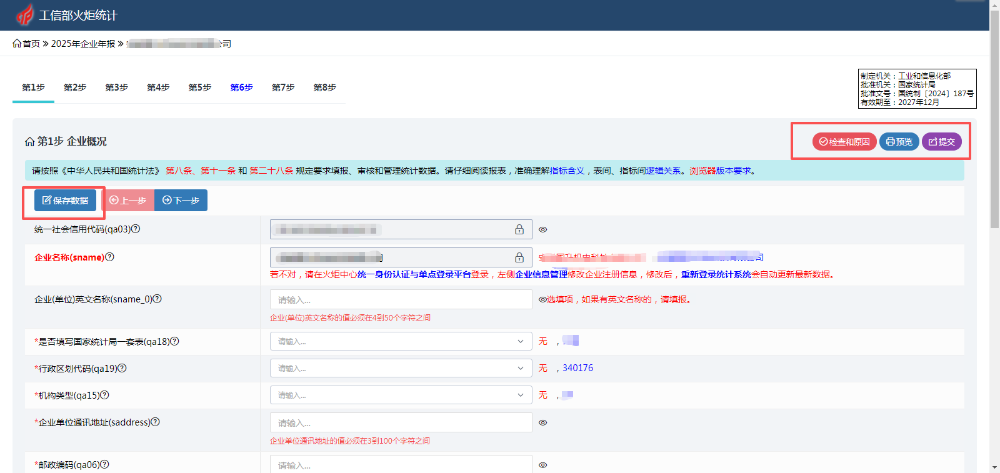 工信部火炬统计
首页 » 2025年企业年报 » 公司
第1步 第2步 第3步 第4步 第5步 第6步 第7步 第8步
制定机关：工业和信息化部
批准机关：国家统计局
批准文号：国统制〔2024〕187号
有效期至：2027年12月
第1步 企业概况
检查和原因 预览 提交
请按照《中华人民共和国统计法》 第八条、第十一条 和 第二十八条 规定要求填报、审核和管理统计数据。请仔细阅读报表，准确理解指标含义，表间、指标间逻辑关系。浏览器版本要求。
保存数据 上一步 下一步
统一社会信用代码(qa03)
企业名称(sname)
若不对，请在火炬中心统一身份认证与单点登录平台登录，左侧企业信息管理修改企业注册信息，修改后，重新登录统计系统会自动更新最新数据。
企业(单位)英文名称(sname_0) 请输入... 选填项，如果有英文名称的，请填报。
企业(单位)英文名称的值必须在4到50个字符之间
*是否填写国家统计局一套表(qa18) 请输入... 无 ，
*行政区划代码(qa19) 请输入... 无 ，340176
*机构类型(qa15) 请输入... 无 ，
*企业单位通讯地址(saddress) 请输入...
企业单位通讯地址的值必须在3到100个字符之间
*邮政编码(qa06) 请输入...